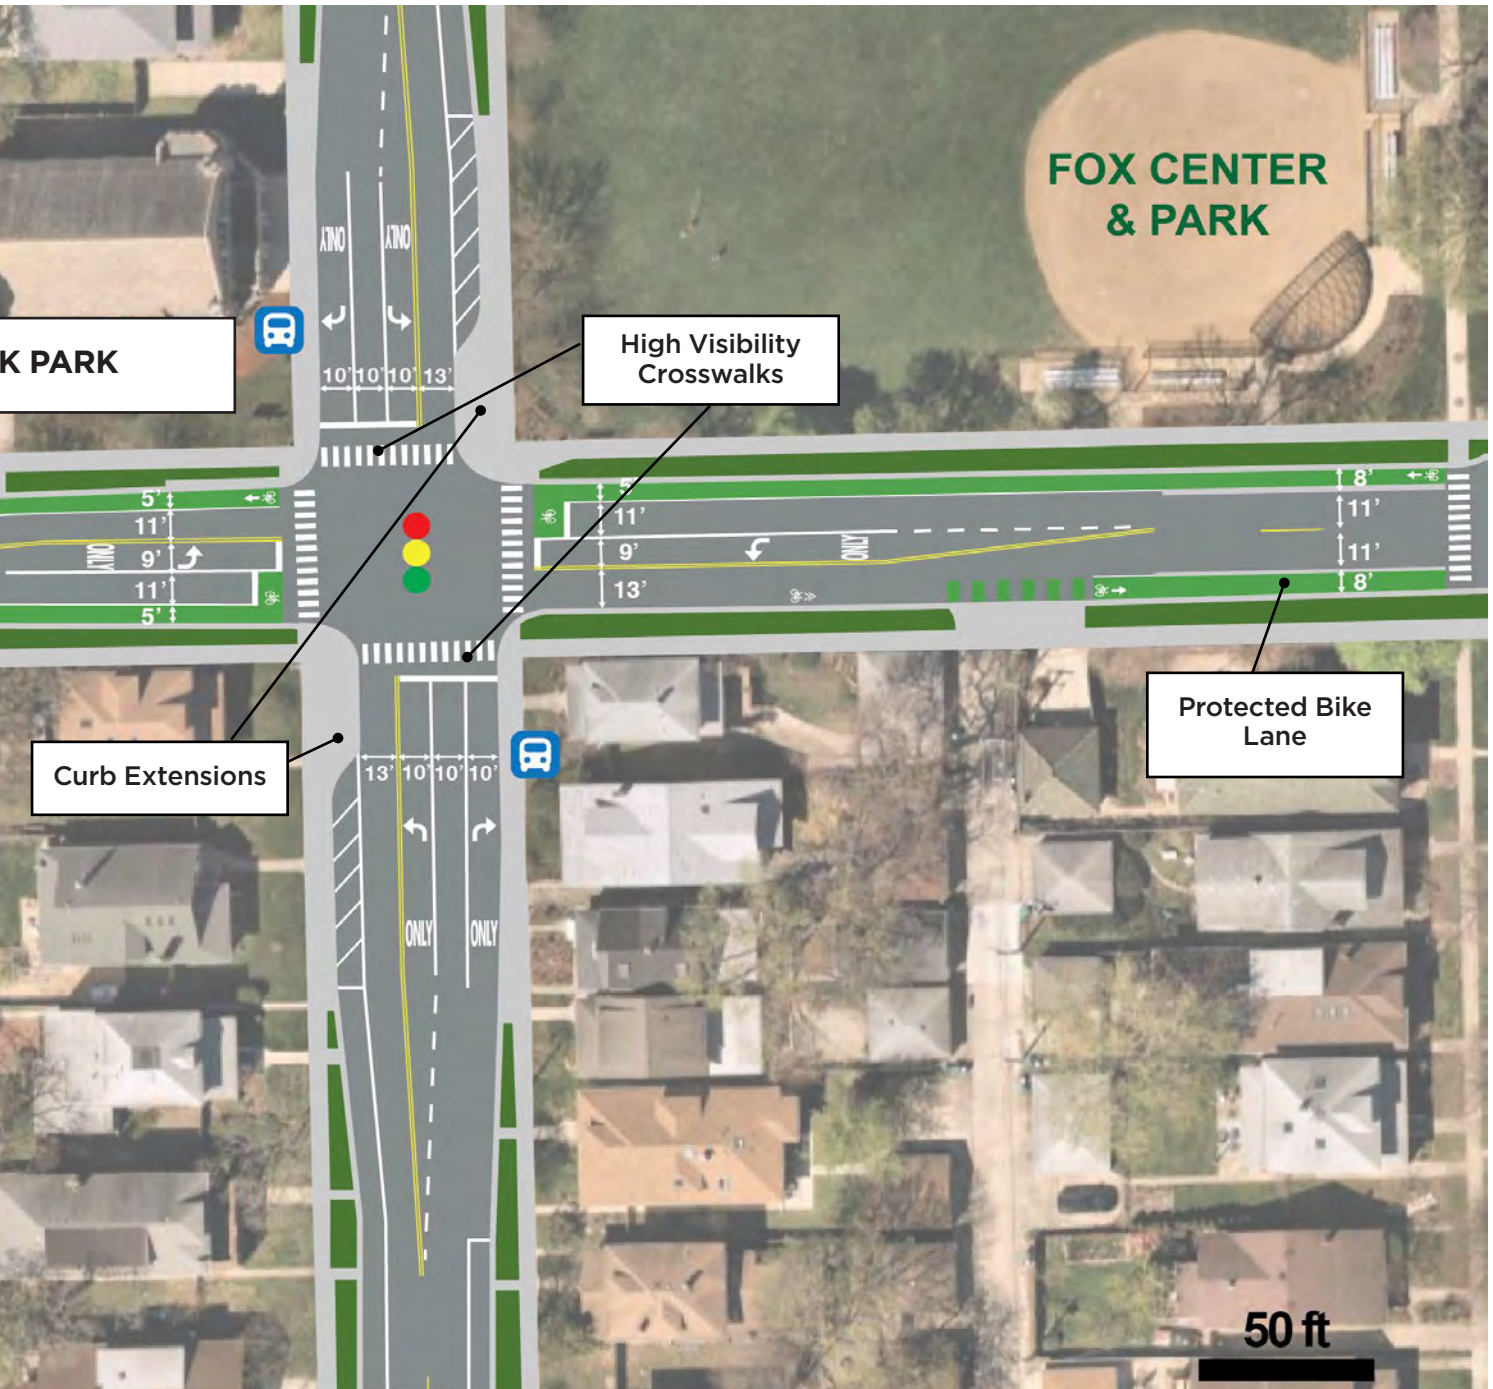 ONLY
ONLY
FOX CENTER
& PARK
K PARK
High Visibility
Crosswalks
10' 10' 10' 13'
5'
11'
9'
11'
5'
ONLY
5'
11'
9'
13'
ONLY
8'
11'
11'
8'
Protected Bike
Lane
Curb Extensions
13' 10' 10' 10'
ONLY
ONLY
50 ft